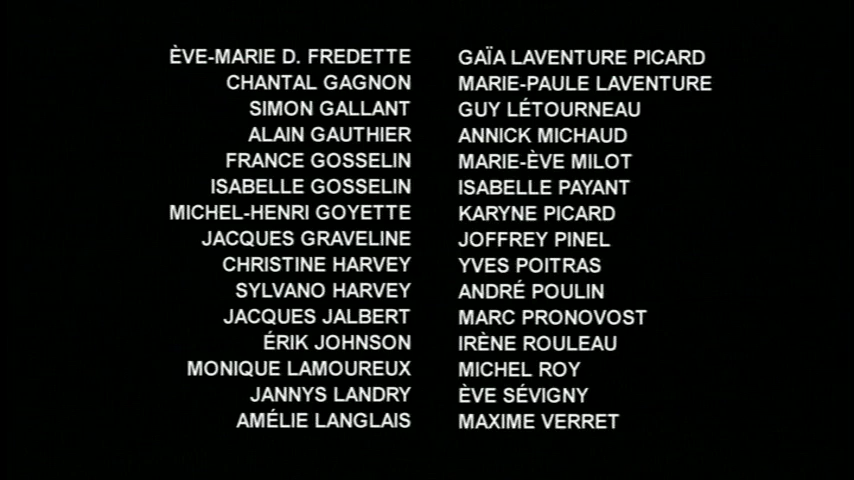 ÈVE-MARIE D. FREDETTE
CHANTAL GAGNON
SIMON GALLANT
ALAIN GAUTHIER
FRANCE GOSSELIN
ISABELLE GOSSELIN
MICHEL-HENRI GOYETTE
JACQUES GRAVELINE
CHRISTINE HARVEY
SYLVANO HARVEY
JACQUES JALBERT
ÉRIK JOHNSON
MONIQUE LAMOUREUX
JANNYS LANDRY
AMÉLIE LANGLAIS
GAÏA LAVENTURE PICARD
MARIE-PAULE LAVENTURE
GUY LÉTOURNEAU
ANNICK MICHAUD
MARIE-ÈVE MILOT
ISABELLE PAYANT
KARYNE PICARD
JOFFREY PINEL
YVES POITRAS
ANDRÉ POULIN
MARC PRONOVOST
IRÈNE ROULEAU
MICHEL ROY
ÈVE SÉVIGNY
MAXIME VERRET